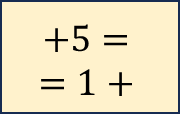 +5 =
= 1 +